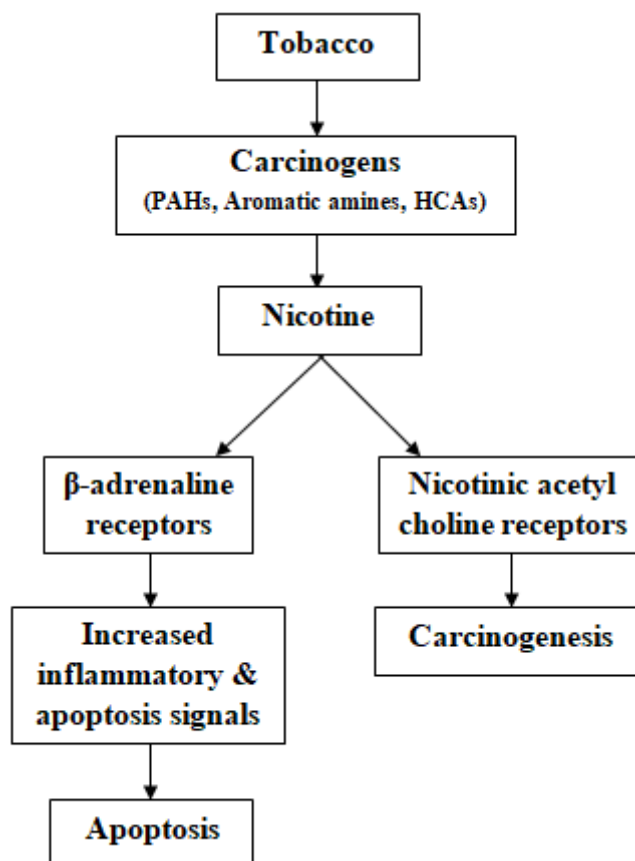 Tobacco
Carcinogens
(PAHs, Aromatic amines, HCAs)
Nicotine
β-adrenaline
receptors
Nicotinic acetyl
choline receptors
Increased
inflammatory &
apoptosis signals
Carcinogenesis
Apoptosis